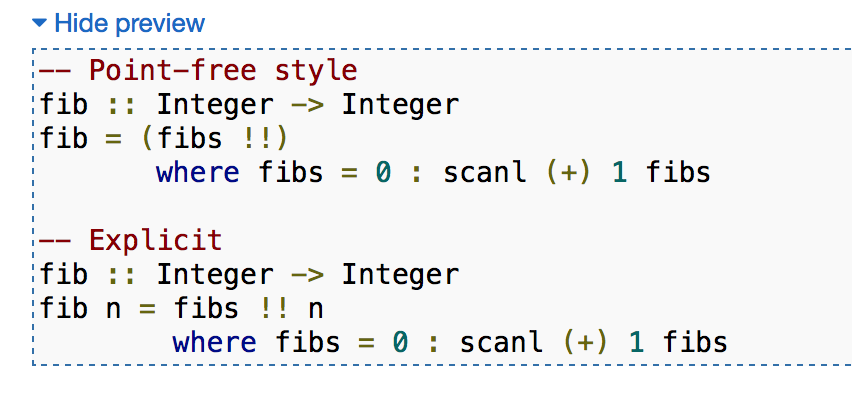 Hide preview
-- Point-free style
fib :: Integer -> Integer
fib = (fibs !!)
       where fibs = 0 : scanl (+) 1 fibs

-- Explicit
fib :: Integer -> Integer
fib n = fibs !! n
        where fibs = 0 : scanl (+) 1 fibs